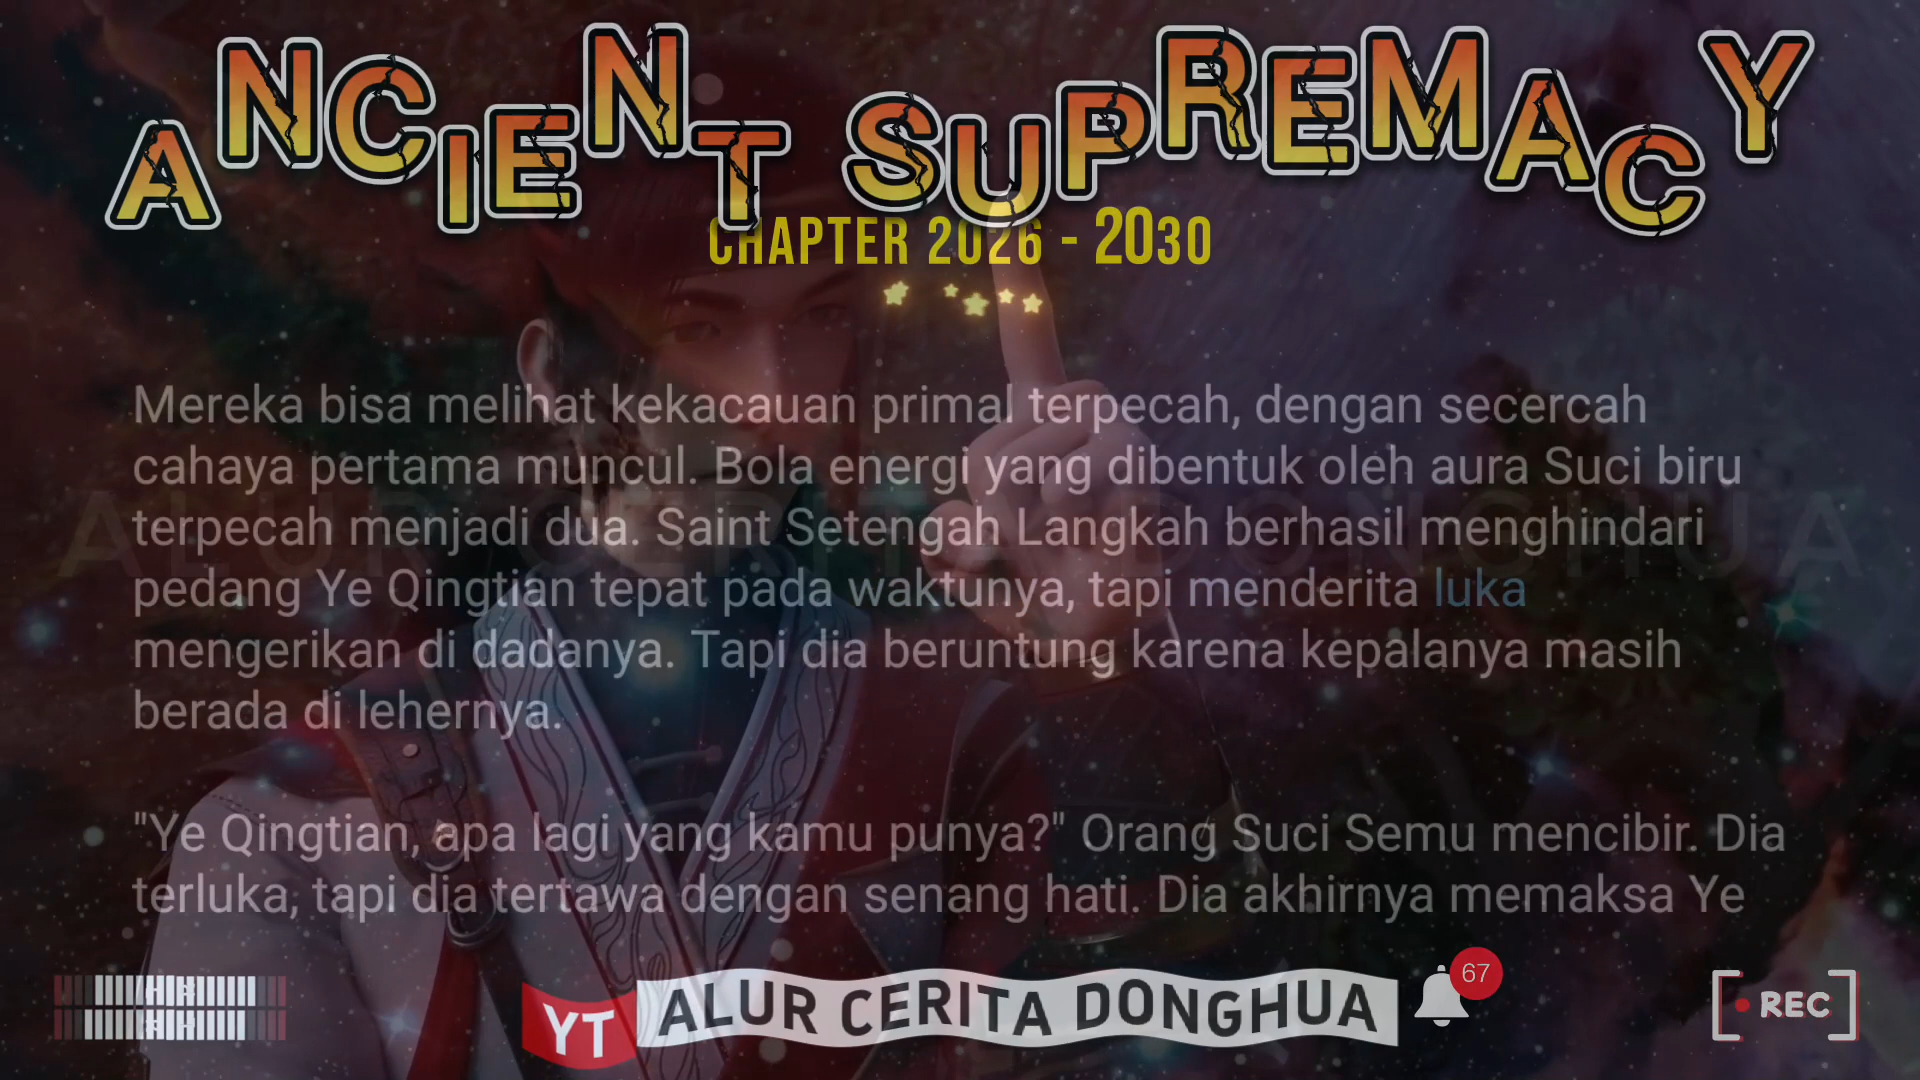 ANCIENT SUPREMACY
CHAPTER 2026 - 2030
Mereka bisa melihat kekacauan primal terpecah, dengan secercah
cahaya pertama muncul. Bola energi yang dibentuk oleh aura Suci biru
terpecah menjadi dua. Saint Setengah Langkah berhasil menghindari
pedang Ye Qingtian tepat pada waktunya, tapi menderita luka
mengerikan di dadanya. Tapi dia beruntung karena kepalanya masih
berada di lehernya.
"Ye Qingtian, apa lagi yang kamu punya?" Orang Suci Semu mencibir. Dia
terluka, tapi dia tertawa dengan senang hati. Dia akhirnya memaksa Ye
ALUR CERITA DONGHUA
YT ALUR CERITA DONGHUA
67
REC